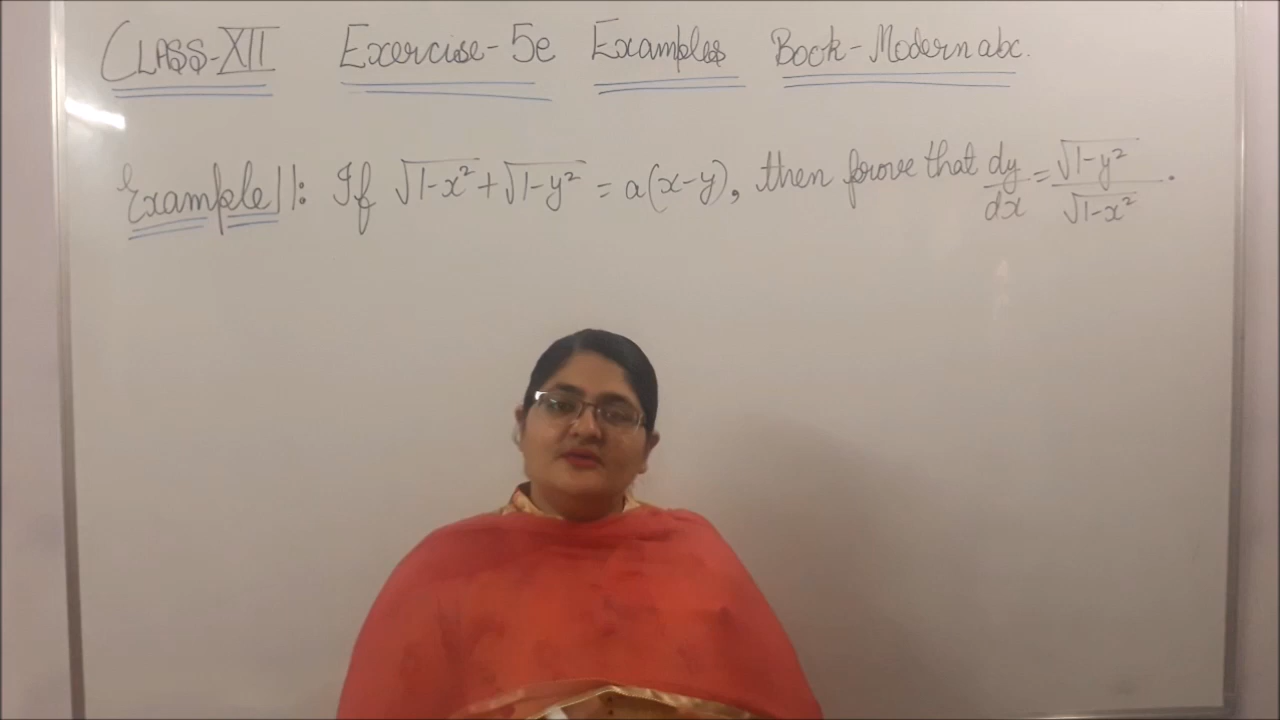 CLASS-XII Exercise-5e Examples Book-Modern abc.
Example 11: If √1-x² + √1-y² = a(x-y), then prove that dy/dx = √1-y²/√1-x².